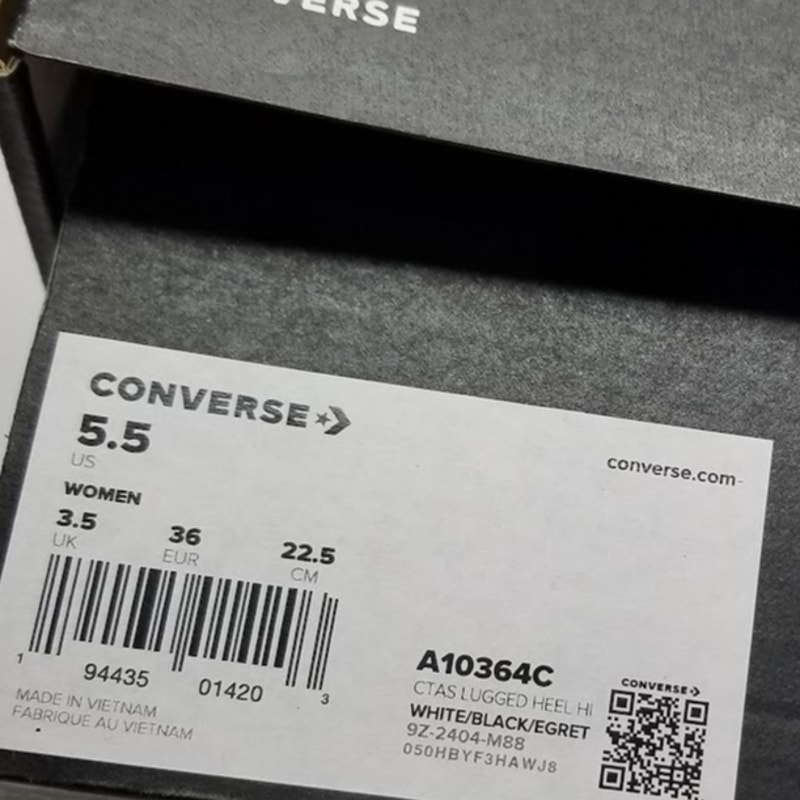 VERSE
CONVERSE
converse.com
5.5
US
WOMEN
3.5 36 22.5
UK EUR CM
1 94435 01420 3
MADE IN VIETNAM
FABRIQUE AU VIETNAM
A10364C
CTAS LUGGED HEEL HI
WHITE/BLACK/EGRET
9Z-2404-M88
050HBYF3HAWJ8
CONVERSE